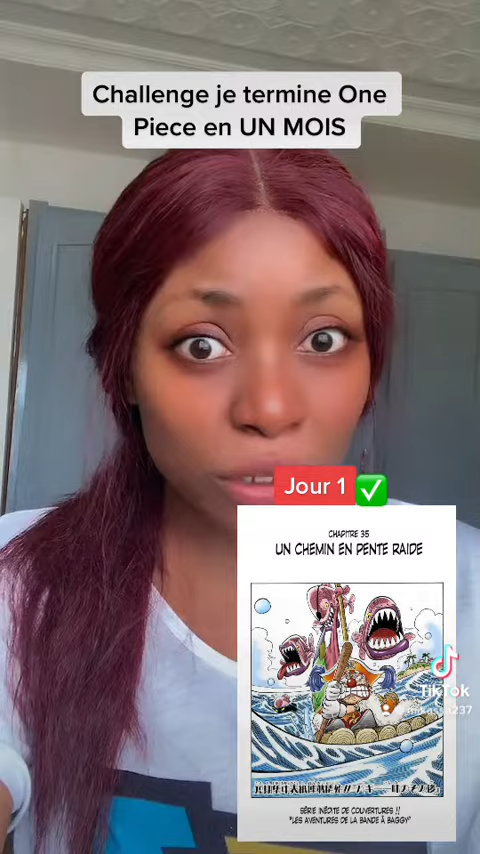 Challenge je termine One
Piece en UN MOIS
Jour 1
CHAPITRE 35
UN CHEMIN EN PENTE RAIDE
TikTok
SÉRIE INÉDITE DE COUVERTURES !!
"LES AVENTURES DE LA BANDE À BAGGY"